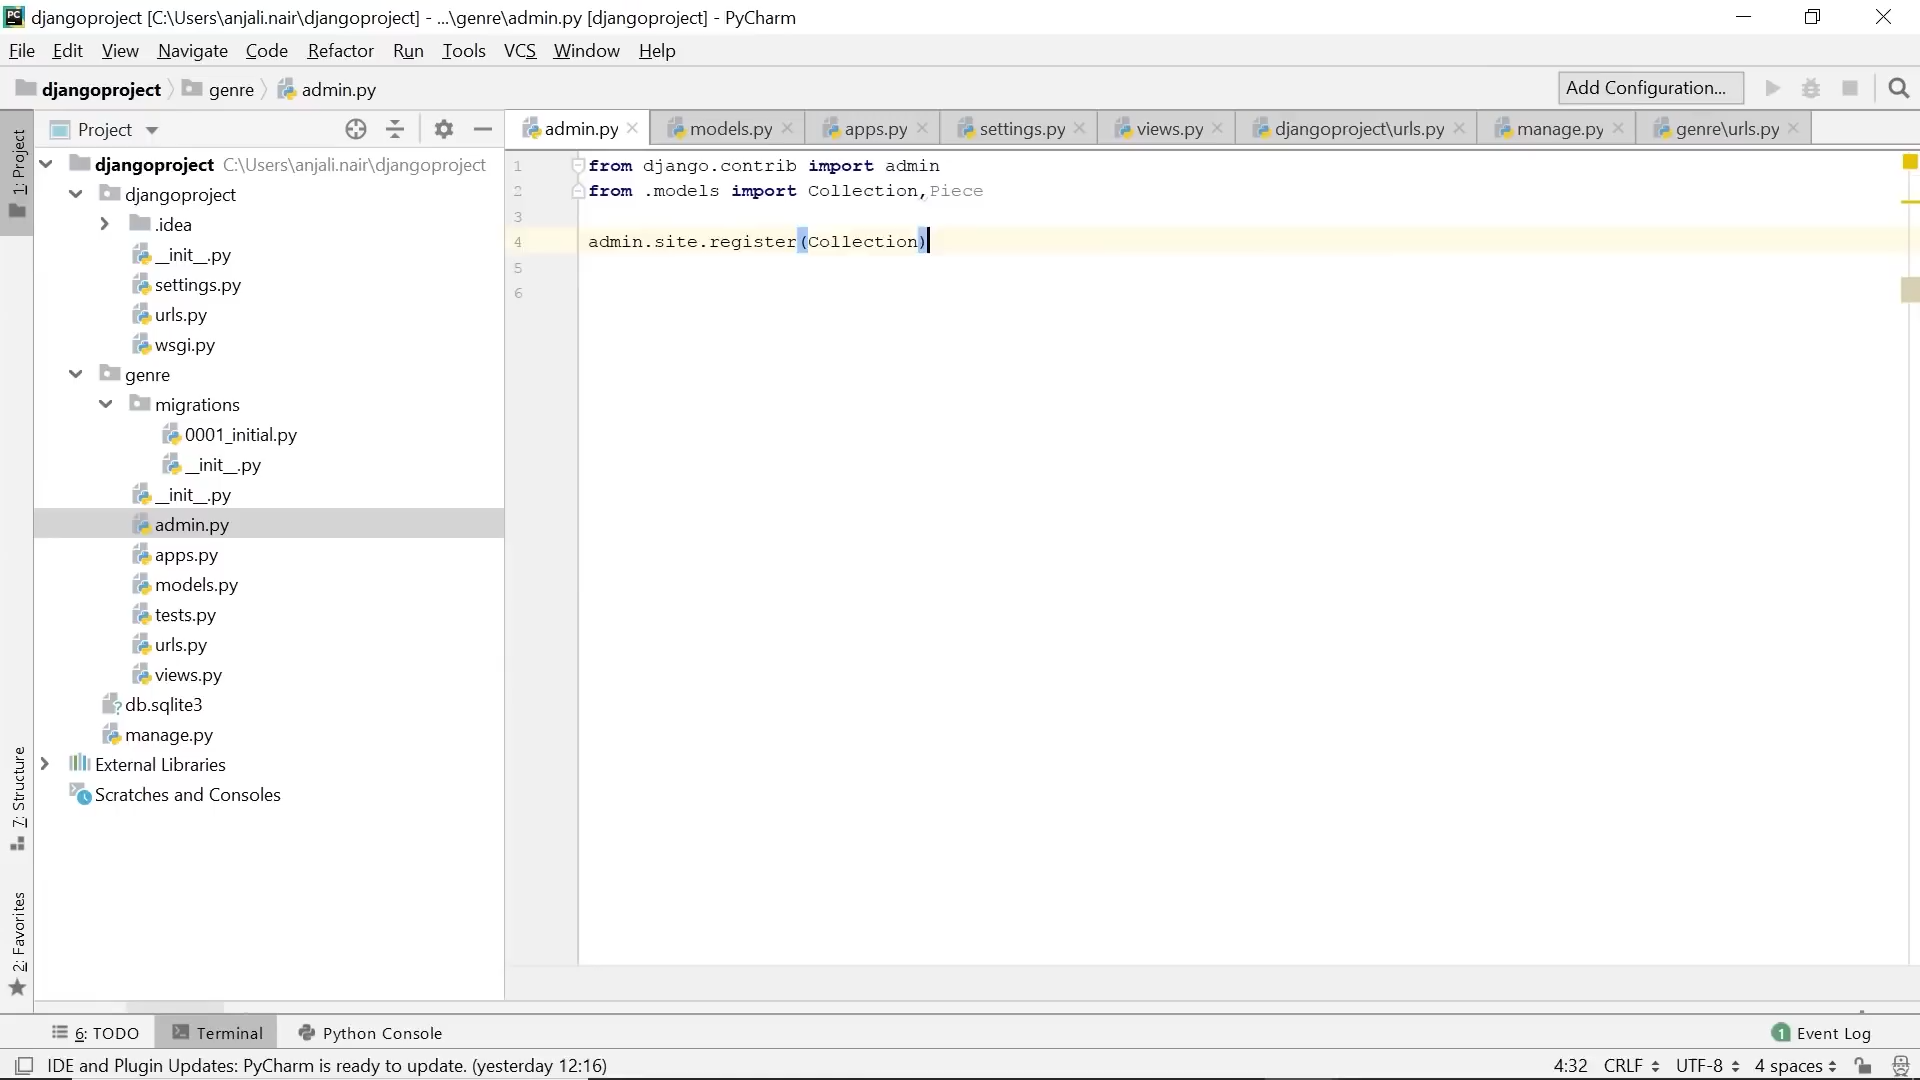 djangoproject [C:\Users\anjali.nair\djangoproject] - ...\genre\admin.py [djangoproject] - PyCharm
File Edit View Navigate Code Refactor Run Tools VCS Window Help
djangoproject genre admin.py Add Configuration...
1: Project
Project
admin.py models.py apps.py settings.py views.py djangoproject\urls.py manage.py genre\urls.py
djangoproject C:\Users\anjali.nair\djangoproject
djangoproject
.idea
__init__.py
settings.py
urls.py
wsgi.py
genre
migrations
0001_initial.py
__init__.py
__init__.py
admin.py
apps.py
models.py
tests.py
urls.py
views.py
db.sqlite3
manage.py
External Libraries
Scratches and Consoles
1 from django.contrib import admin
2 from .models import Collection,Piece
3
4 admin.site.register(Collection)
5
6
7: Structure
2: Favorites
6: TODO Terminal Python Console 1 Event Log
IDE and Plugin Updates: PyCharm is ready to update. (yesterday 12:16) 4:32 CRLF UTF-8 4 spaces